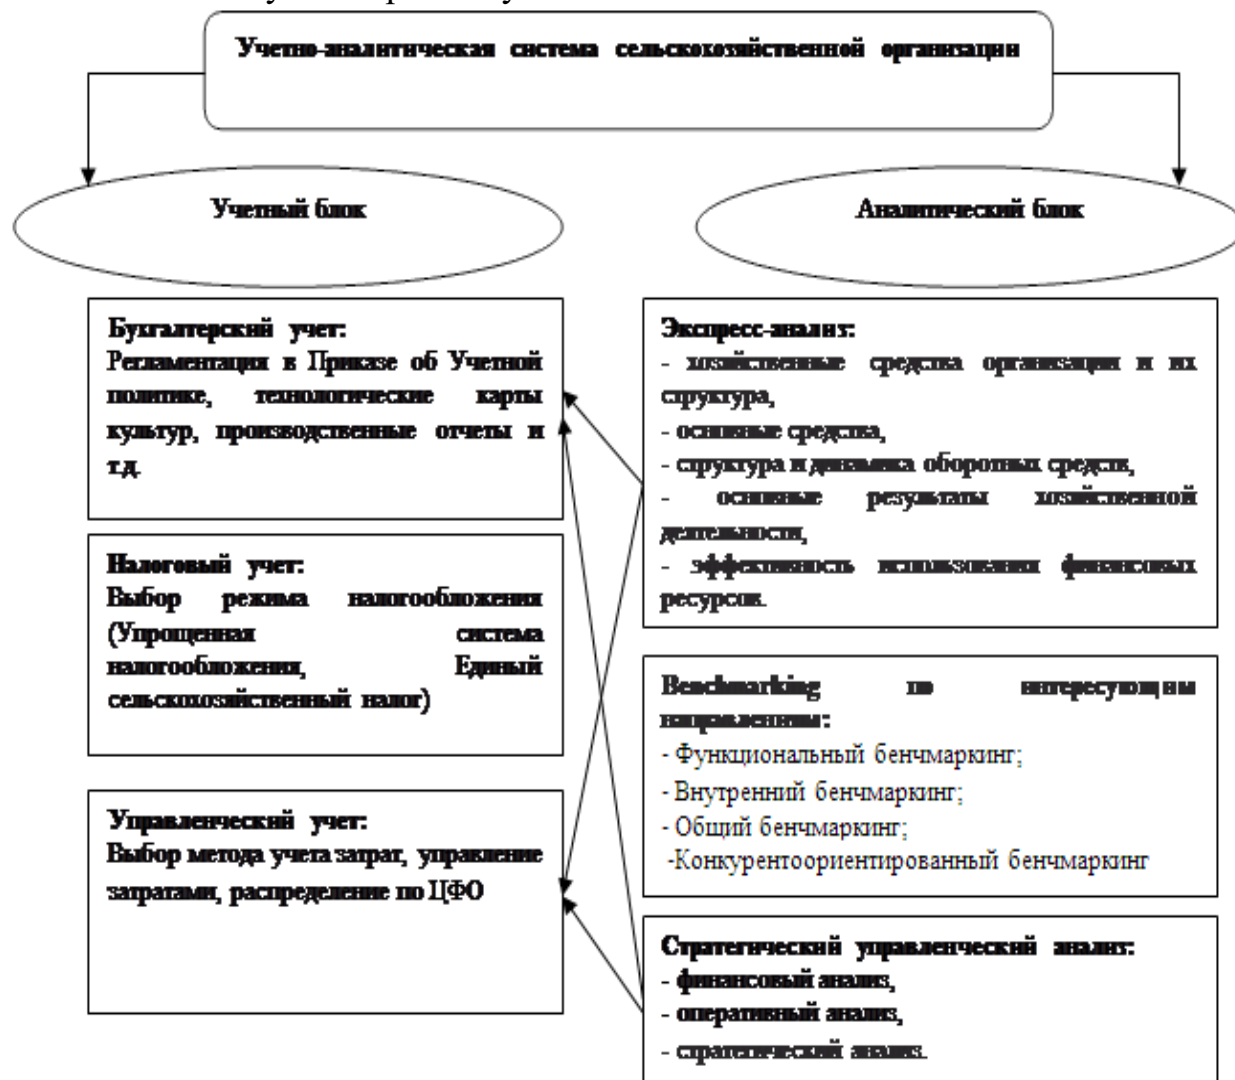 Учетно-аналитическая система сельскохозяйственной организации
Учетный блок
Аналитический блок
Бухгалтерский учет:
Регламентация в Приказе об Учетной
политике, технологические карты
культур, производственные отчеты и
т.д.
Налоговый учет:
Выбор режима налогообложения
(Упрощенная система
налогообложения, Единый
сельскохозяйственный налог)
Управленческий учет:
Выбор метода учета затрат, управление
затратами, распределение по ЦФО
Экспресс-анализ:
- хозяйственные средства организации и их
структура,
- основные средства,
- структура и динамика оборотных средств,
- основные результаты хозяйственной
деятельности,
- эффективность использования финансовых
ресурсов.
Benchmarking по интересующим
направлениям:
- Функциональный бенчмаркинг;
- Внутренний бенчмаркинг;
- Общий бенчмаркинг;
-Конкурентоориентированный бенчмаркинг
Стратегический управленческий анализ:
- финансовый анализ,
- оперативный анализ,
- стратегический анализ.